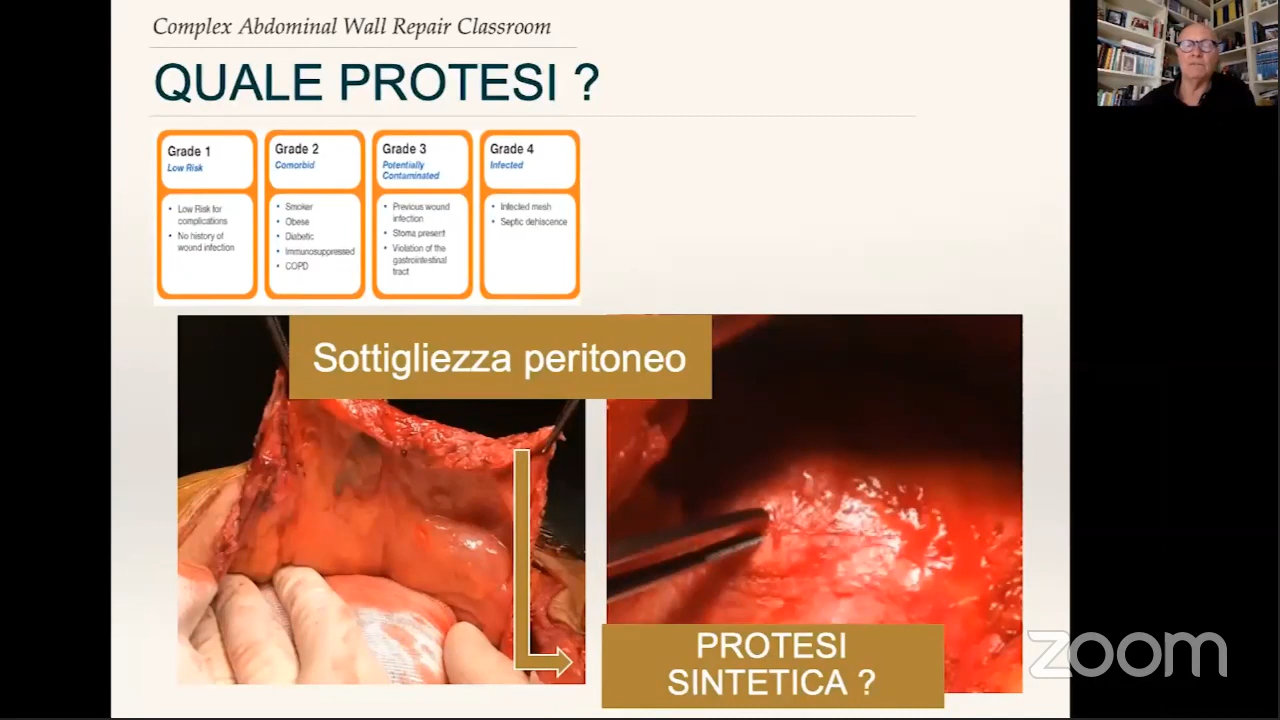 Complex Abdominal Wall Repair Classroom
QUALE PROTESI ?
Grade 1
Low Risk
• Low Risk for
complications
• No history of
wound infection
Grade 2
Comorbid
• Smoker
• Obese
• Diabetic
• Immunosuppressed
• COPD
Grade 3
Potentially
Contaminated
• Previous wound
infection
• Stoma present
• Violation of the
gastrointestinal
tract
Grade 4
Infected
• Infected mesh
• Septic dehiscence
Sottigliezza peritoneo
PROTESI
SINTETICA ?
zoom